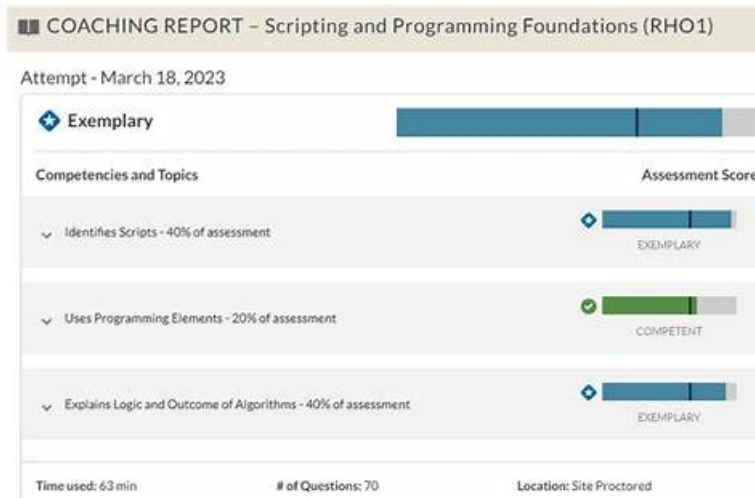 COACHING REPORT – Scripting and Programming Foundations (RHO1)
Attempt - March 18, 2023
Exemplary
Competencies and Topics Assessment Score
Identifies Scripts - 40% of assessment
EXEMPLARY
Uses Programming Elements - 20% of assessment
COMPETENT
Explains Logic and Outcome of Algorithms - 40% of assessment
EXEMPLARY
Time used: 63 min # of Questions: 70 Location: Site Proctored